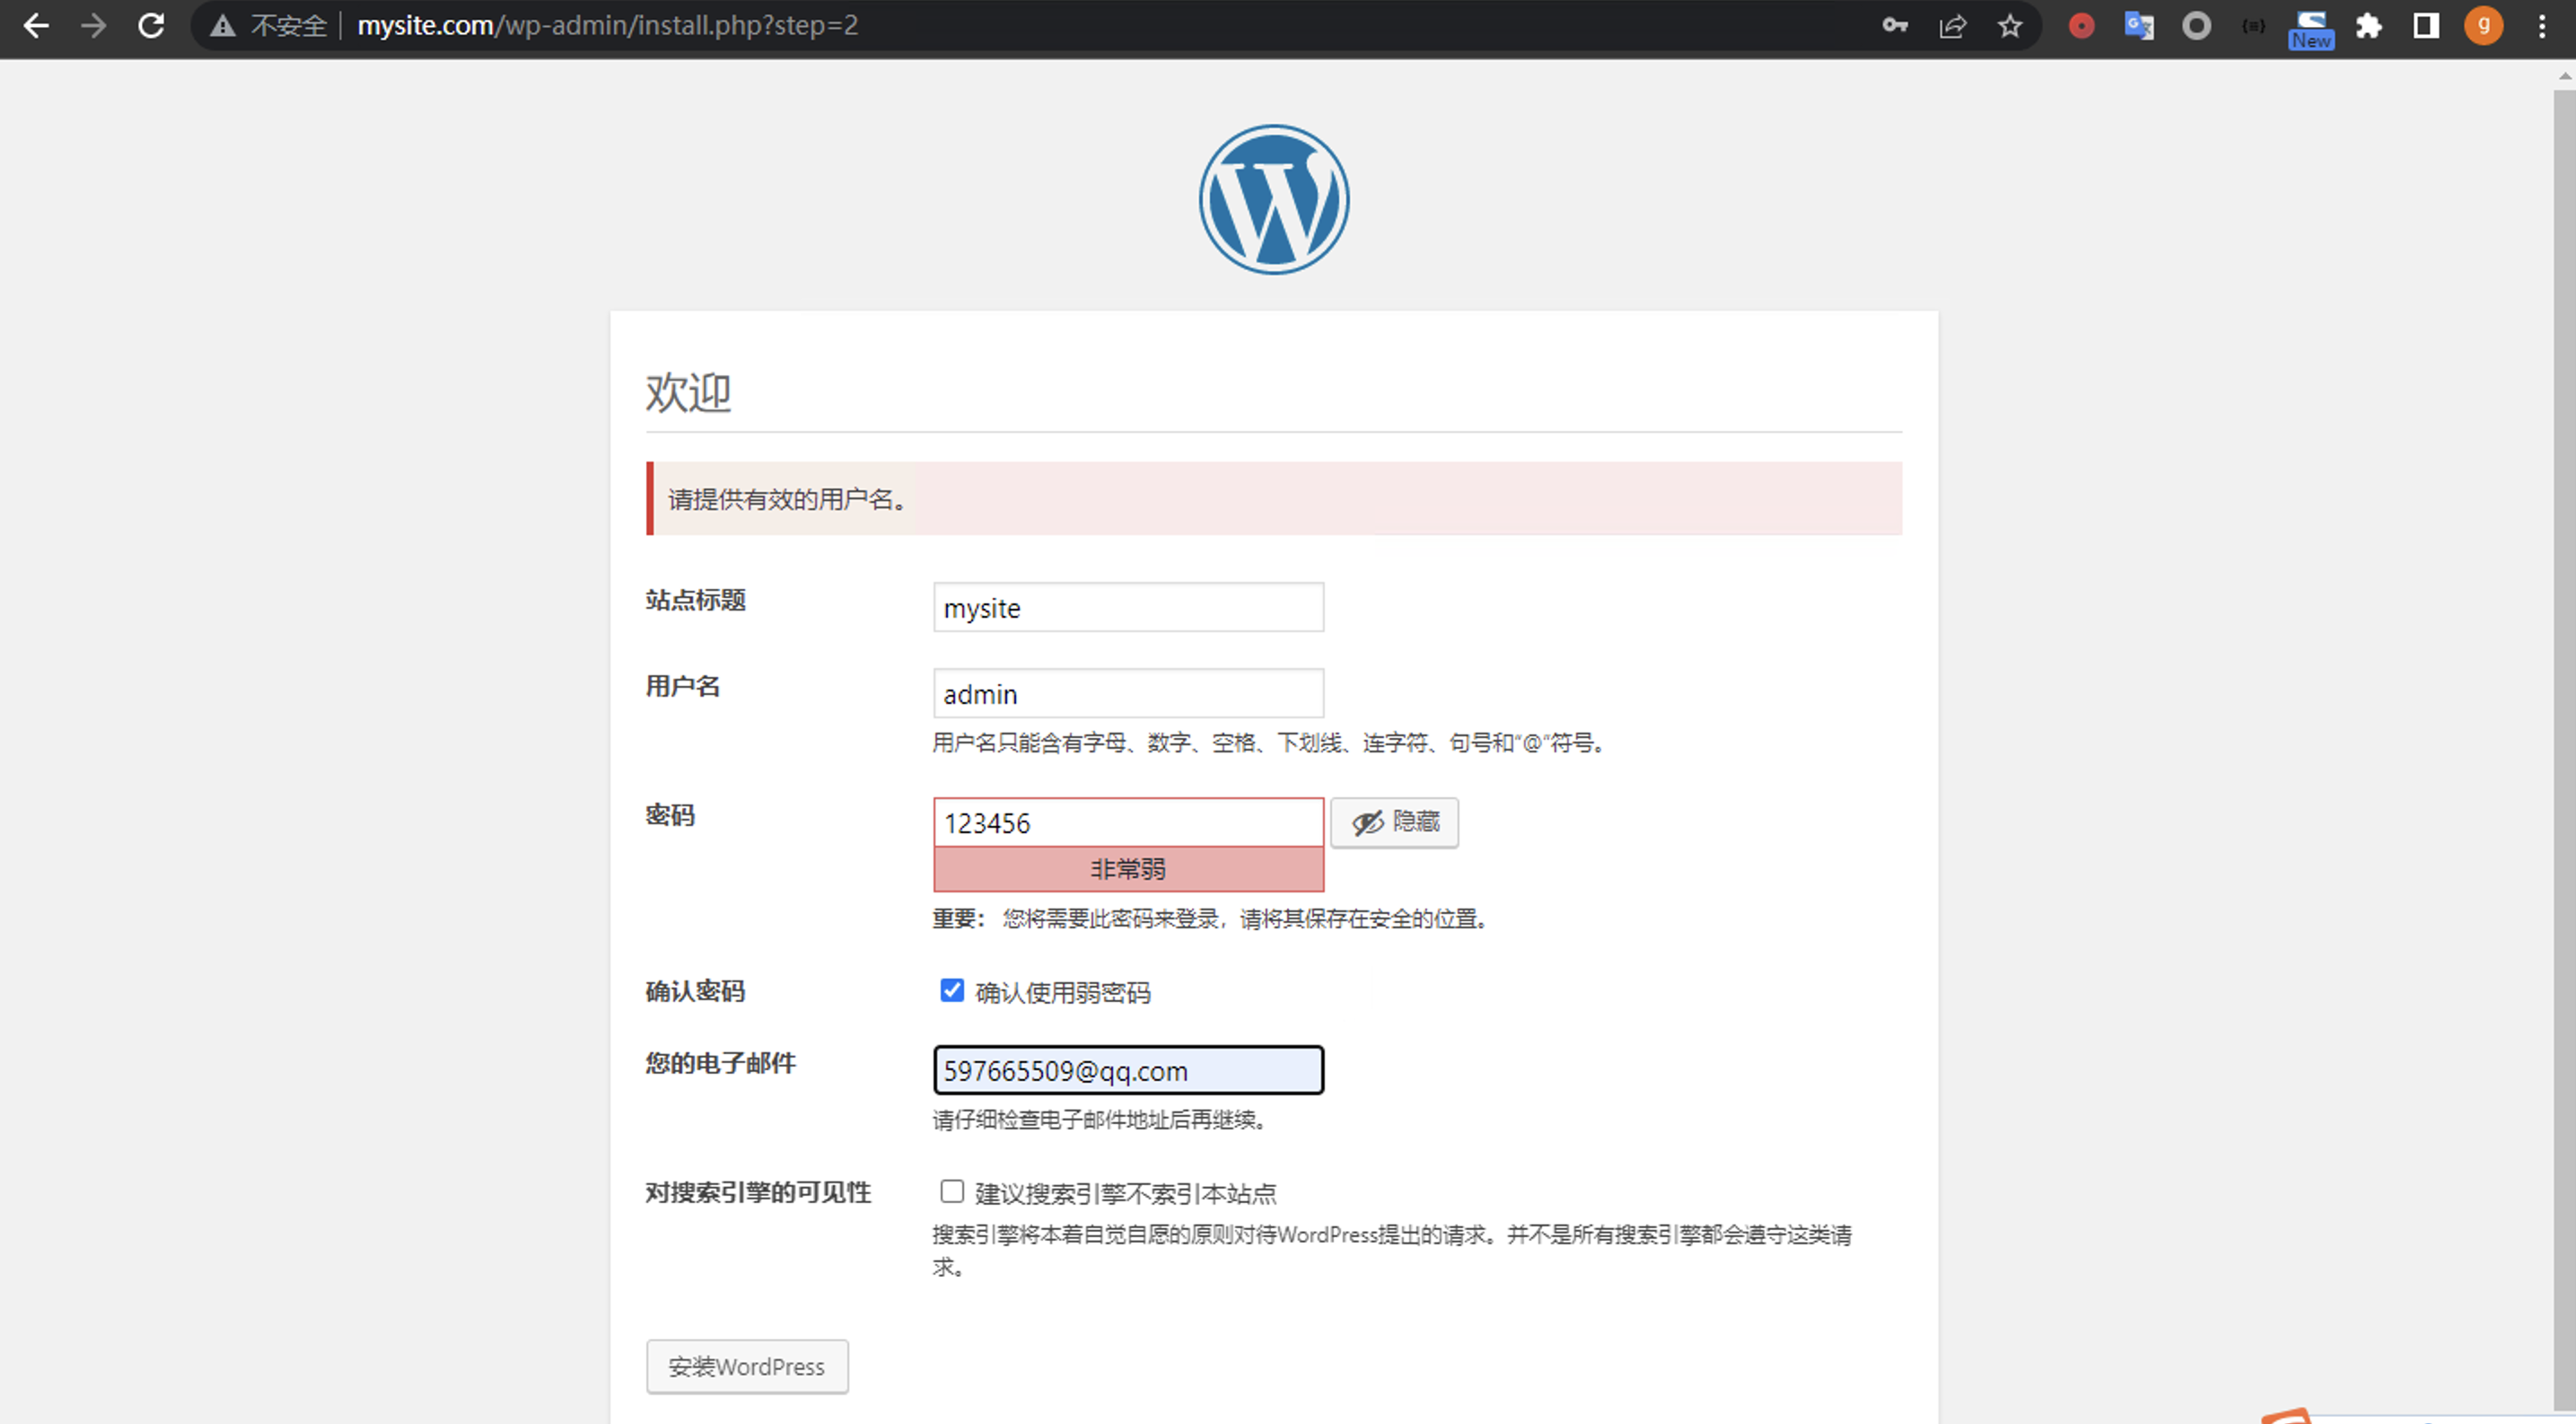 不安全 mysite.com/wp-admin/install.php?step=2
New
g
欢迎
请提供有效的用户名。
站点标题
mysite
用户名
admin
用户名只能含有字母、数字、空格、下划线、连字符、句号和“@”符号。
密码
123456
隐藏
非常弱
重要： 您将需要此密码来登录，请将其保存在安全的位置。
确认密码
确认使用弱密码
您的电子邮件
597665509@qq.com
请仔细检查电子邮件地址后再继续。
对搜索引擎的可见性
建议搜索引擎不索引本站点
搜索引擎将本着自觉自愿的原则对待WordPress提出的请求。并不是所有搜索引擎都会遵守这类请
求。
安装WordPress